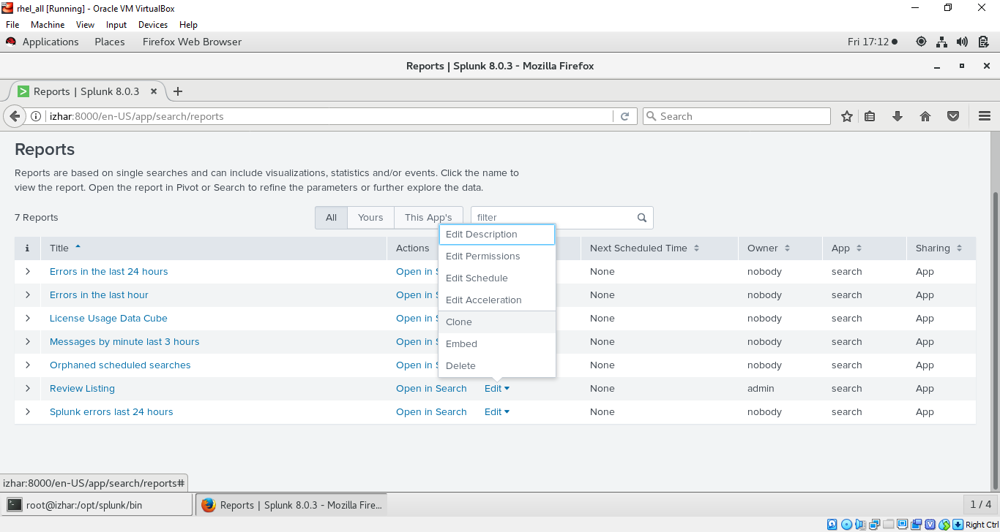 rhel_all [Running] - Oracle VM VirtualBox
File Machine View Input Devices Help
Applications Places Firefox Web Browser Fri 17:12
Reports | Splunk 8.0.3 - Mozilla Firefox
Reports | Splunk 8.0.3
izhar:8000/en-US/app/search/reports Search
Reports
Reports are based on single searches and can include visualizations, statistics and/or events. Click the name to
view the report. Open the report in Pivot or Search to refine the parameters or further explore the data.
7 Reports All Yours This App's filter
i Title Actions Next Scheduled Time Owner App Sharing
Errors in the last 24 hours Open in S None nobody search App
Errors in the last hour Open in S None nobody search App
License Usage Data Cube Open in S None nobody search App
Messages by minute last 3 hours Open in S None nobody search App
Orphaned scheduled searches Open in S None nobody search App
Review Listing Open in Search Edit None admin search App
Splunk errors last 24 hours Open in Search Edit None nobody search App
Edit Description
Edit Permissions
Edit Schedule
Edit Acceleration
Clone
Embed
Delete
izhar:8000/en-US/app/search/reports#
root@izhar:/opt/splunk/bin Reports | Splunk 8.0.3 - Mozilla Fire... 1 / 4
Right Ctrl